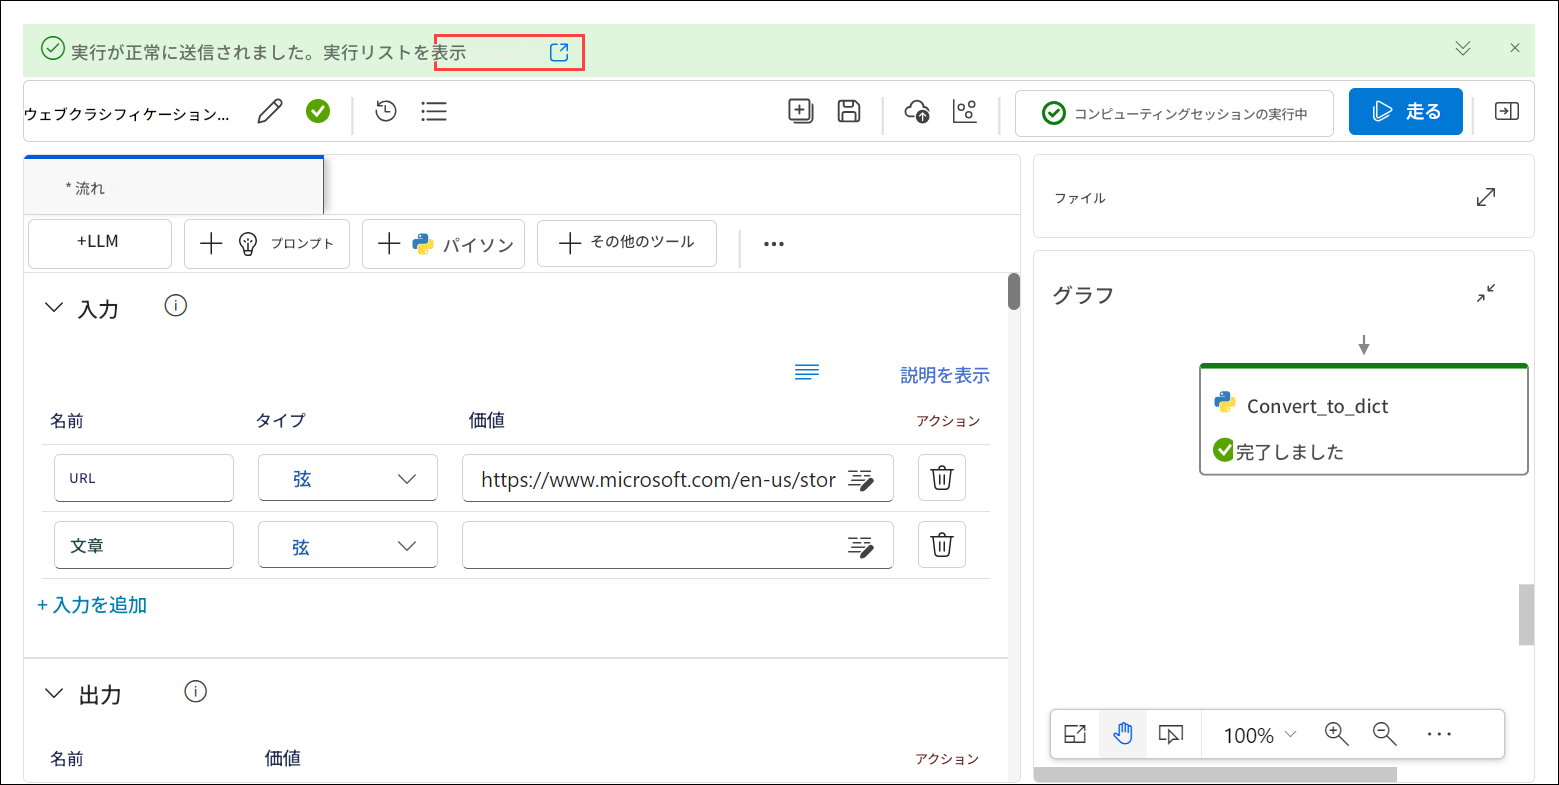 実行が正常に送信されました。実行リストを表示
ウェブクラシフィケーション...
コンピューティングセッションの実行中
走る
* 流れ
+LLM
プロンプト
パイソン
その他のツール
入力
説明を表示
名前 タイプ 価値 アクション
URL 弦 https://www.microsoft.com/en-us/stor
文章 弦
+ 入力を追加
出力
名前 価値 アクション
ファイル
グラフ
Convert_to_dict
完了しました
100%